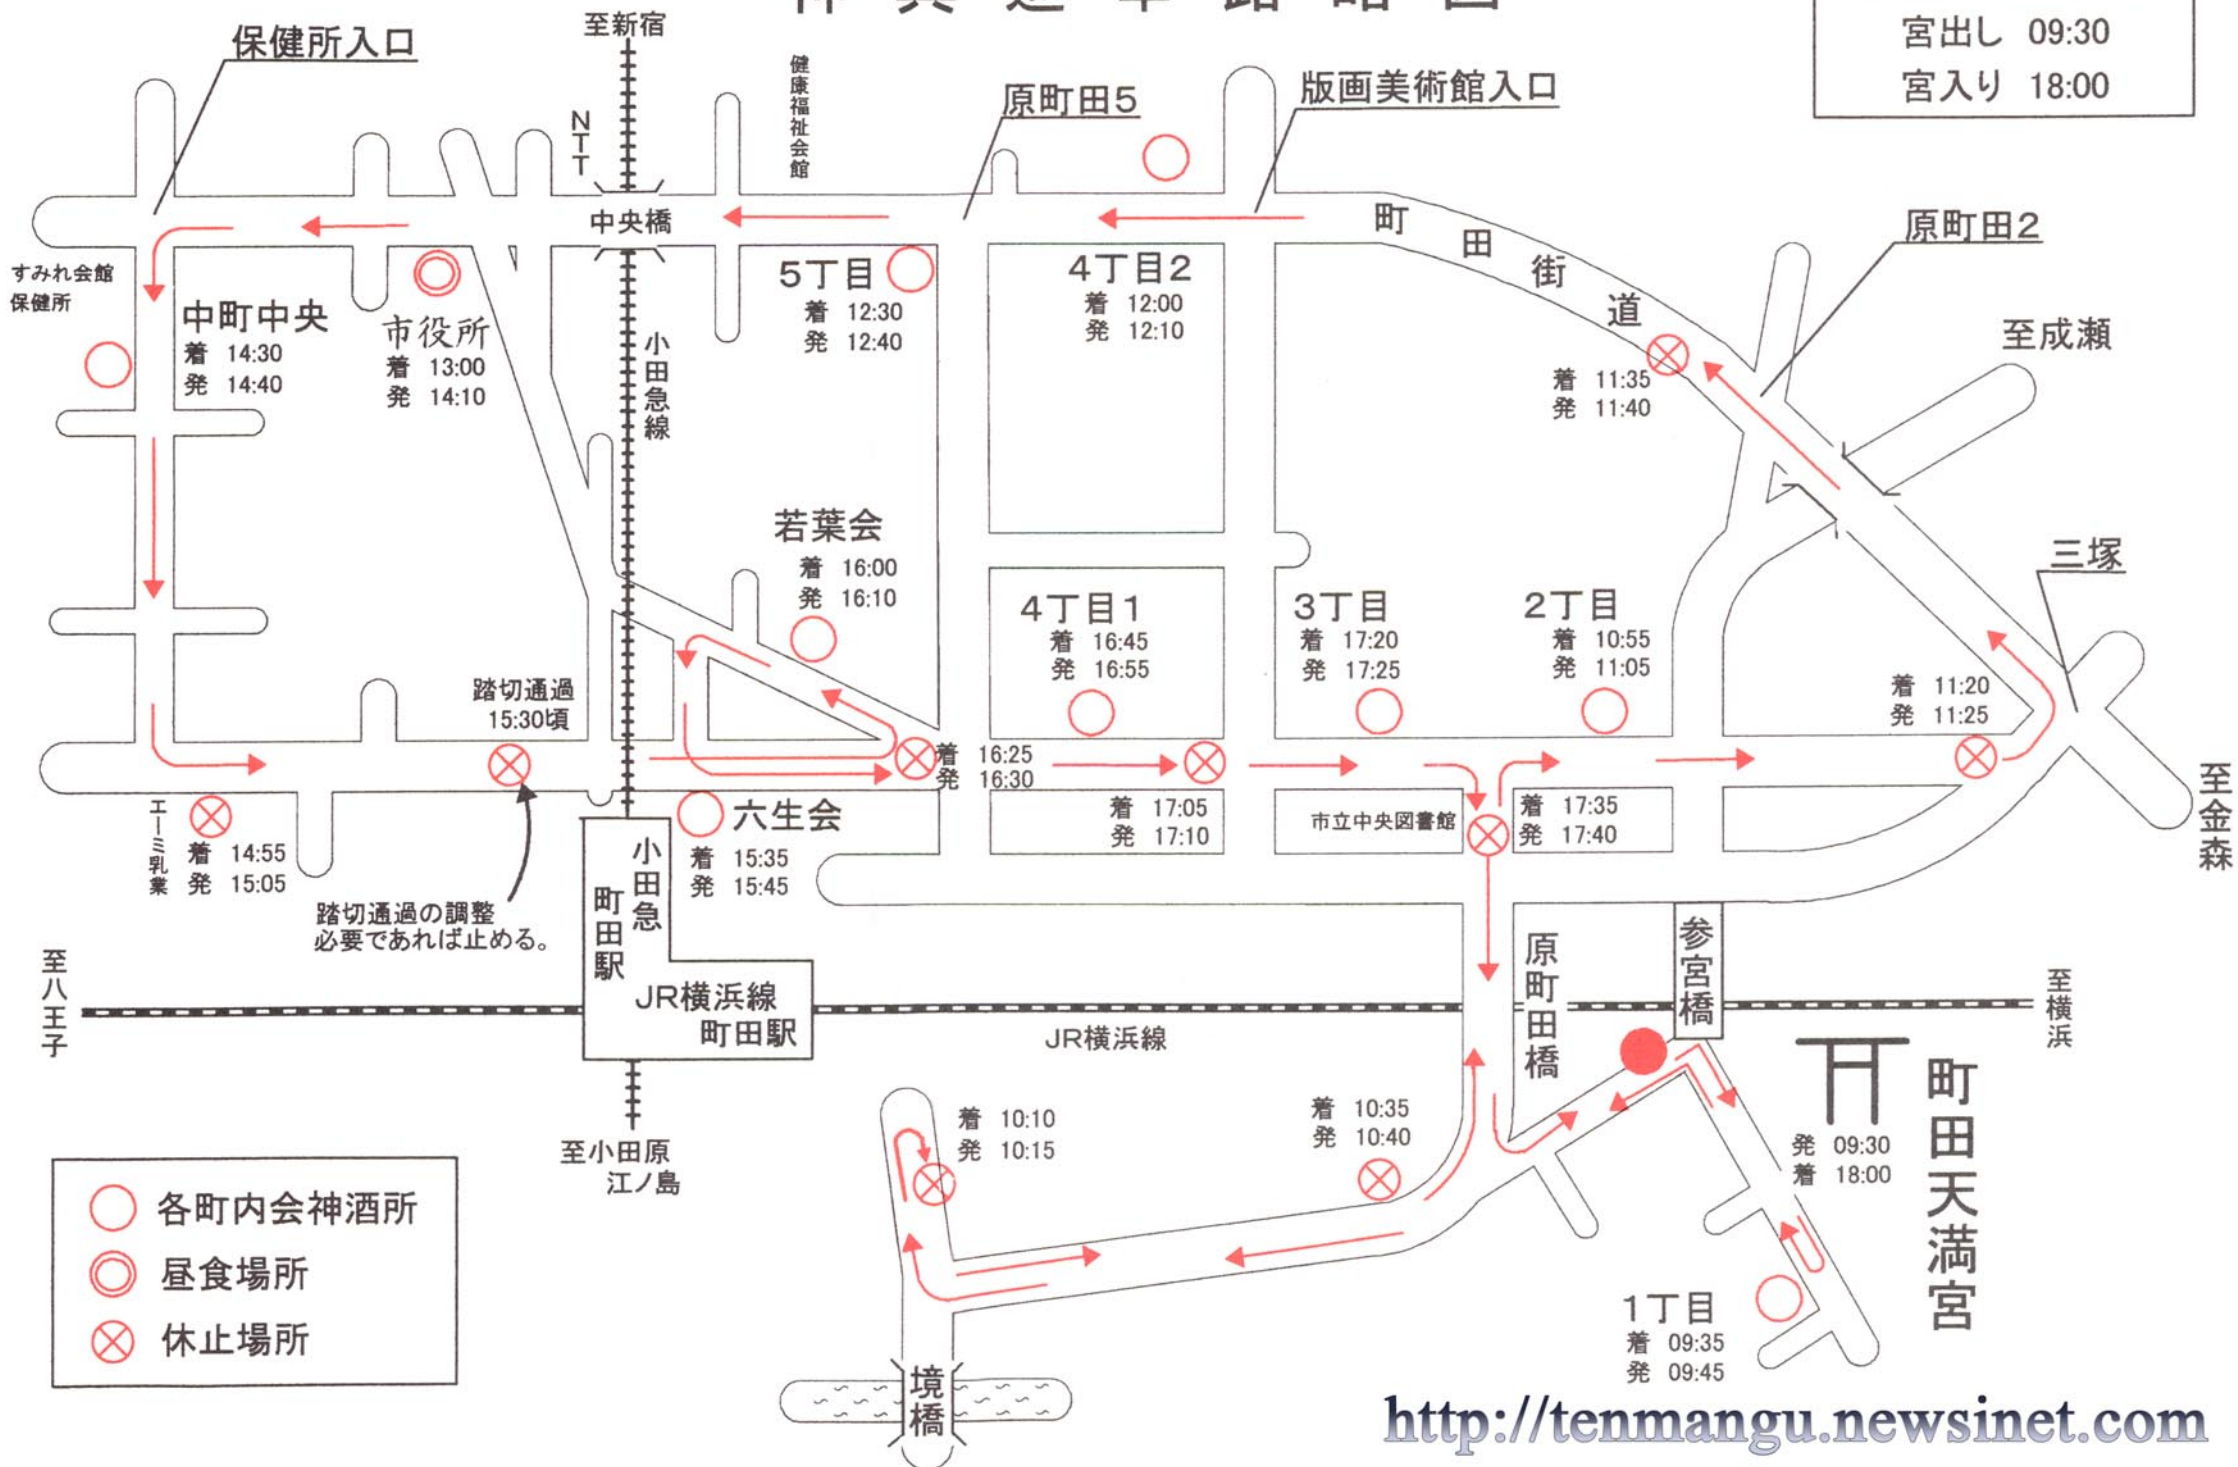 宮出し 09:30
宮入り 18:00
至新宿
保健所入口
健康福祉会館
NTT
原町田5
版画美術館入口
中央橋
町田街道
原町田2
至成瀬
すみれ会館
保健所
中町中央
着 14:30
発 14:40
市役所
着 13:00
発 14:10
小田急線
5丁目
着 12:30
発 12:40
4丁目2
着 12:00
発 12:10
着 11:35
発 11:40
若葉会
着 16:00
発 16:10
三塚
4丁目1
着 16:45
発 16:55
3丁目
着 17:20
発 17:25
2丁目
着 10:55
発 11:05
着 11:20
発 11:25
踏切通過
15:30頃
着 16:25
発 16:30
至金森
エーミ乳業
着 14:55
発 15:05
六生会
着 15:35
発 15:45
着 17:05
発 17:10
市立中央図書館
着 17:35
発 17:40
踏切通過の調整
必要であれば止める。
小田急
町田駅
JR横浜線
町田駅
至八王子
JR横浜線
原町田橋
参宮橋
至横浜
町田天満宮
発 09:30
着 18:00
至小田原
江ノ島
着 10:10
発 10:15
着 10:35
発 10:40
1丁目
着 09:35
発 09:45
境橋
各町内会神酒所
昼食場所
休止場所
http://tenmangu.newsinet.com